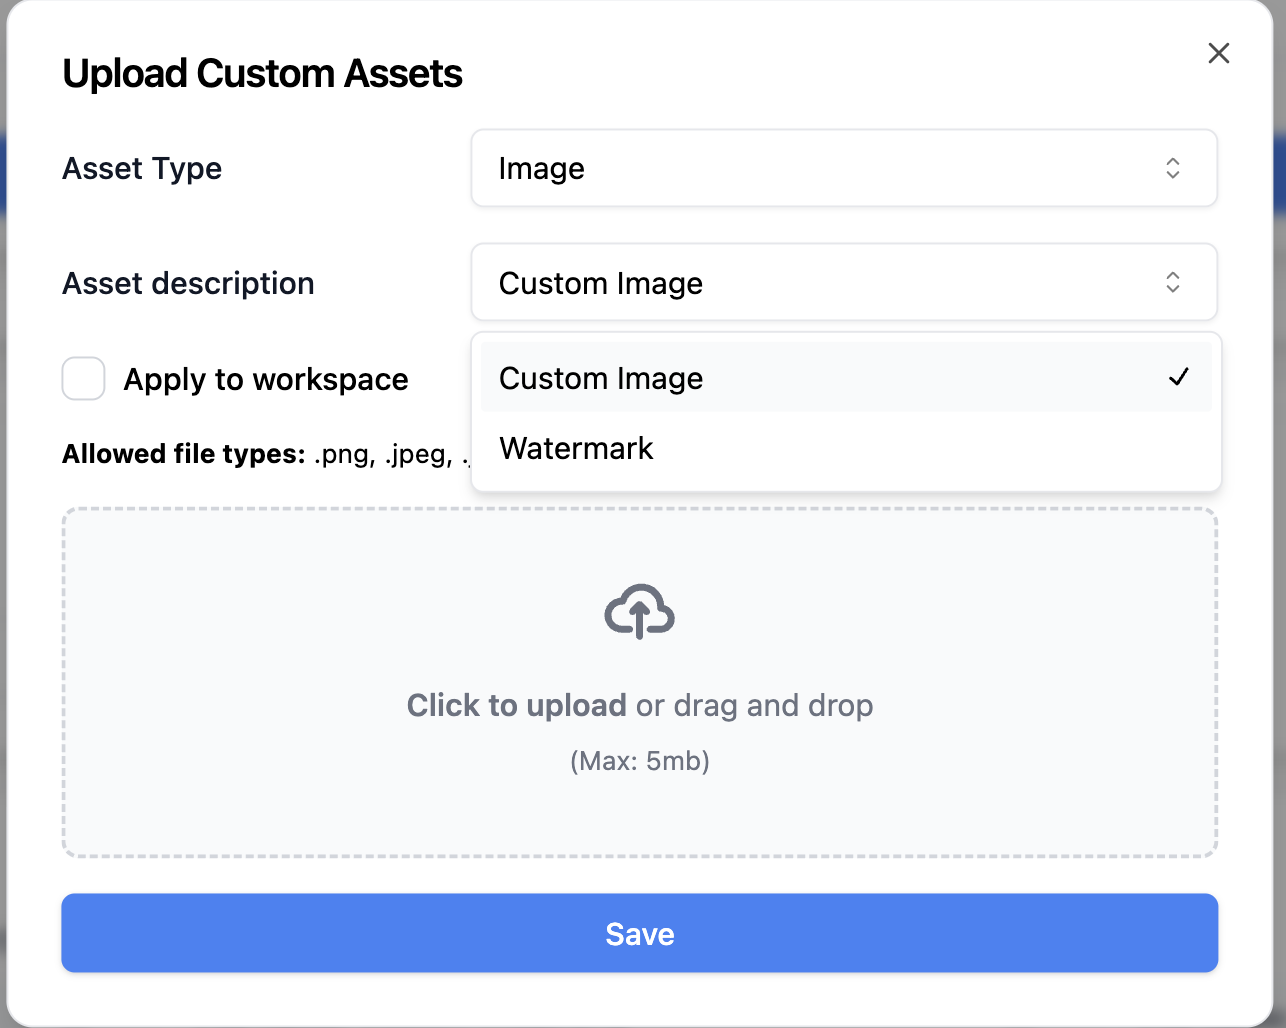 Upload Custom Assets
Asset Type
Image
Asset description
Custom Image
Custom Image
Watermark
Apply to workspace
Allowed file types: .png, .jpeg, .
Click to upload or drag and drop
(Max: 5mb)
Save